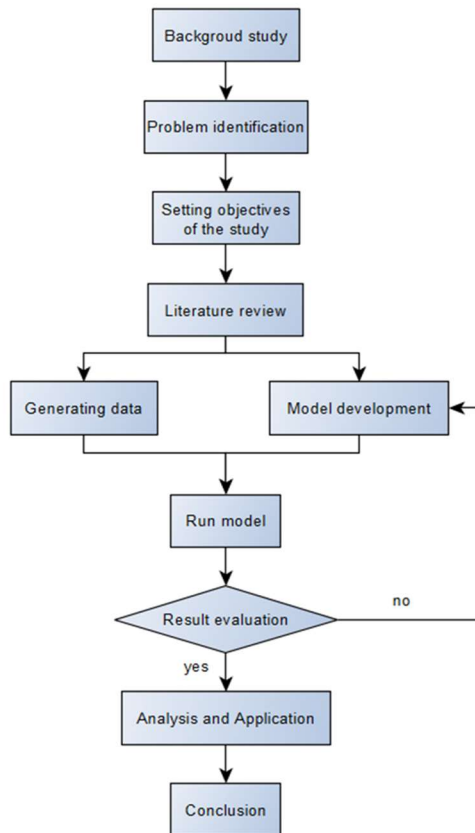 Backgroud study
Problem identification
Setting objectives
of the study
Literature review
Generating data
Model development
Run model
Result evaluation
no
yes
Analysis and Application
Conclusion